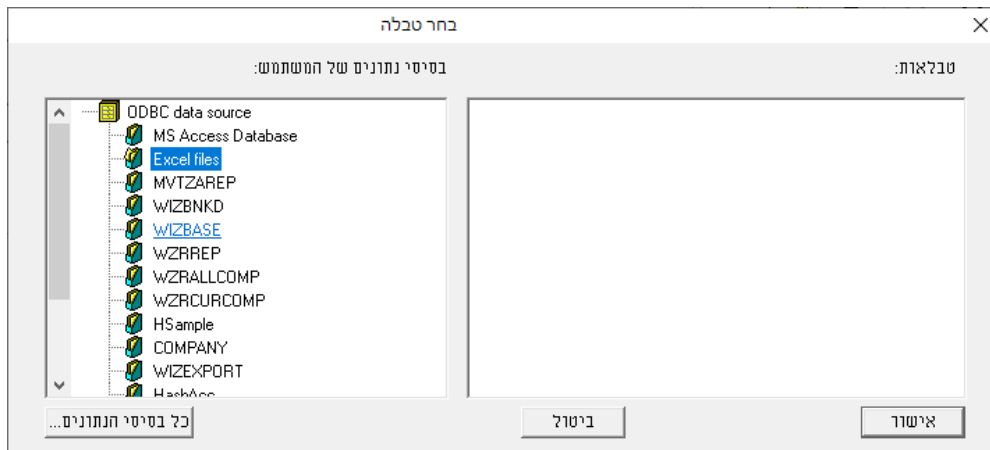 בחר טבלה
טבלאות:
בסיסי נתונים של המשתמש:
ODBC data source
MS Access Database
Excel files
MVTZAREP
WIZBNKD
WIZBASE
WZRREP
WZRALLCOMP
WZRCURCOMP
HSample
COMPANY
WIZEXPORT
HashAcc
אישור
ביטול
כל בסיסי הנתונים...